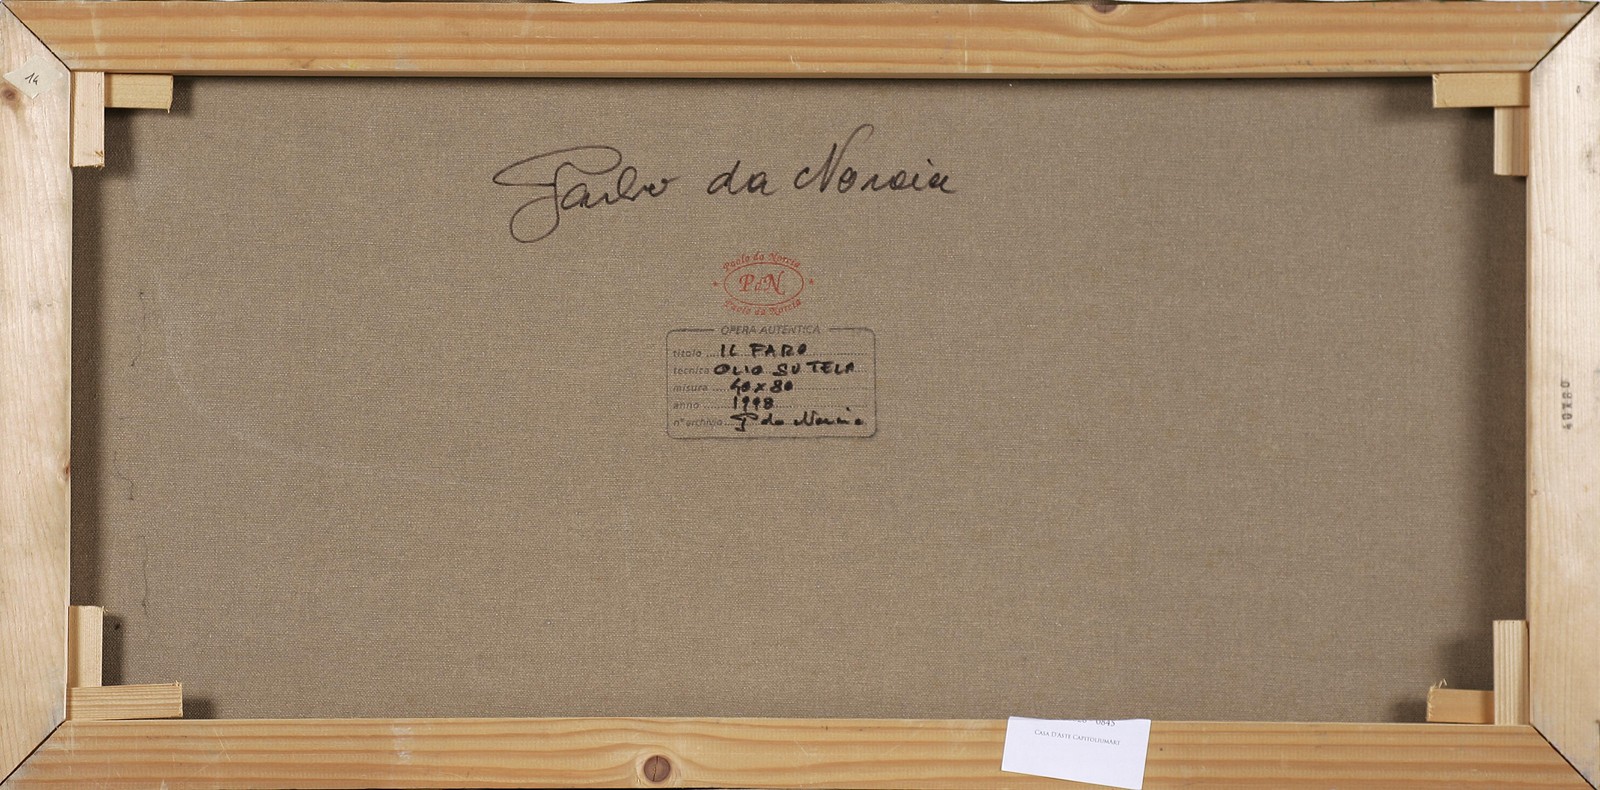 14
Paolo da Norcia
Paolo da Norcia
PdN
Paolo da Norcia
OPERA AUTENTICA
titolo IL FARO
tecnica OLIO SU TELA
misura 40x80
anno 1998
n° archivio P da Norcia
40X80
0845
Casa D'Aste Capitoliumart